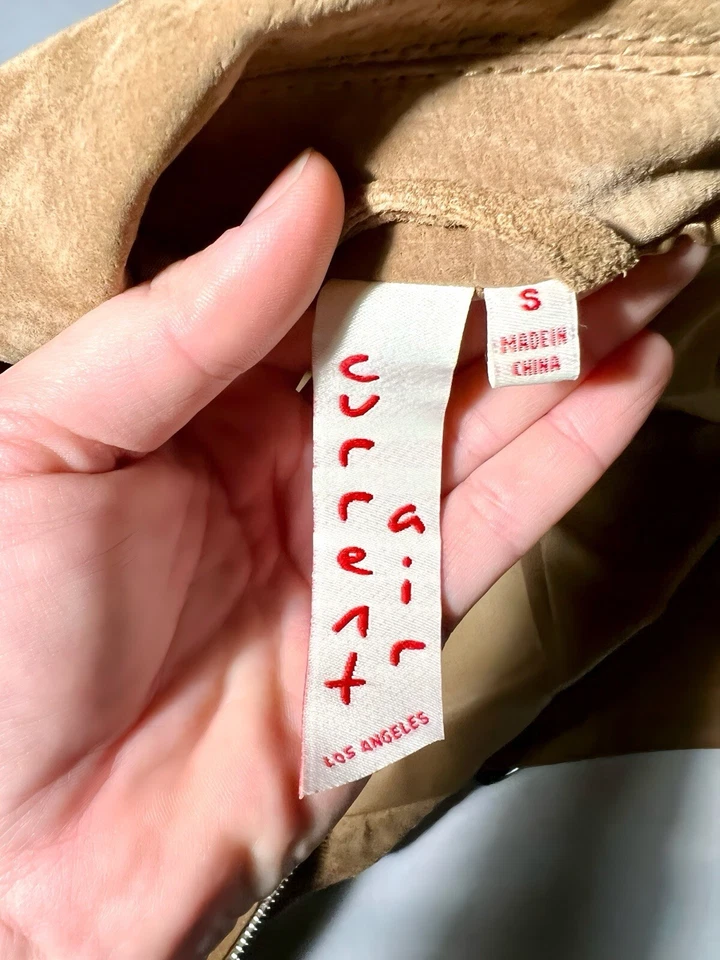 current
air
LOS ANGELES
S
MADE IN
CHINA